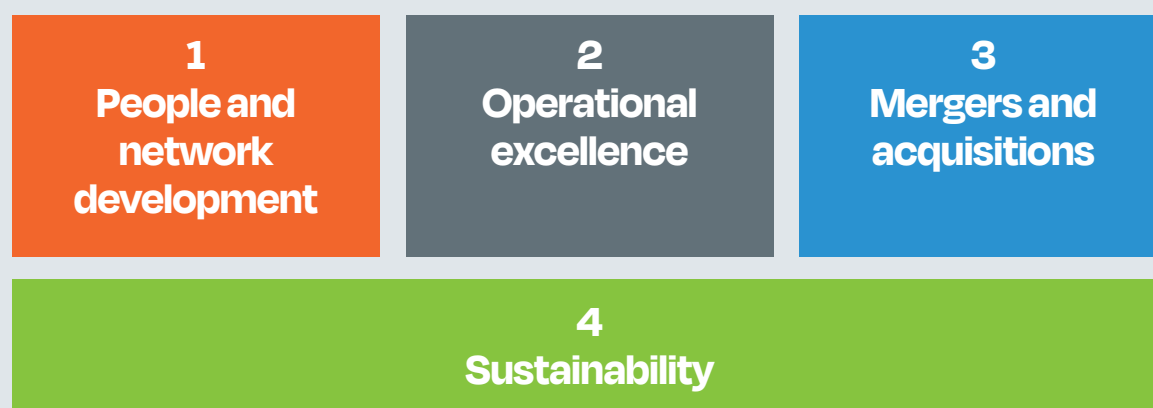 1
People and
network
development
2
Operational
excellence
3
Mergers and
acquisitions
4
Sustainability